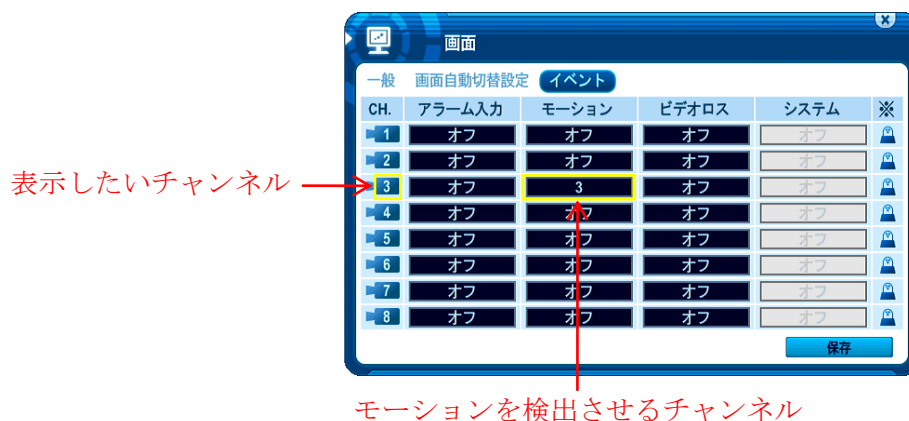 画面
一般 画面自動切替設定 イベント
CH. アラーム入力 モーション ビデオロス システム ※
1 オフ オフ オフ オフ
2 オフ オフ オフ オフ
表示したいチャンネル 3 オフ 3 オフ オフ
4 オフ オフ オフ オフ
5 オフ オフ オフ オフ
6 オフ オフ オフ オフ
7 オフ オフ オフ オフ
8 オフ オフ オフ オフ
保存
モーションを検出させるチャンネル